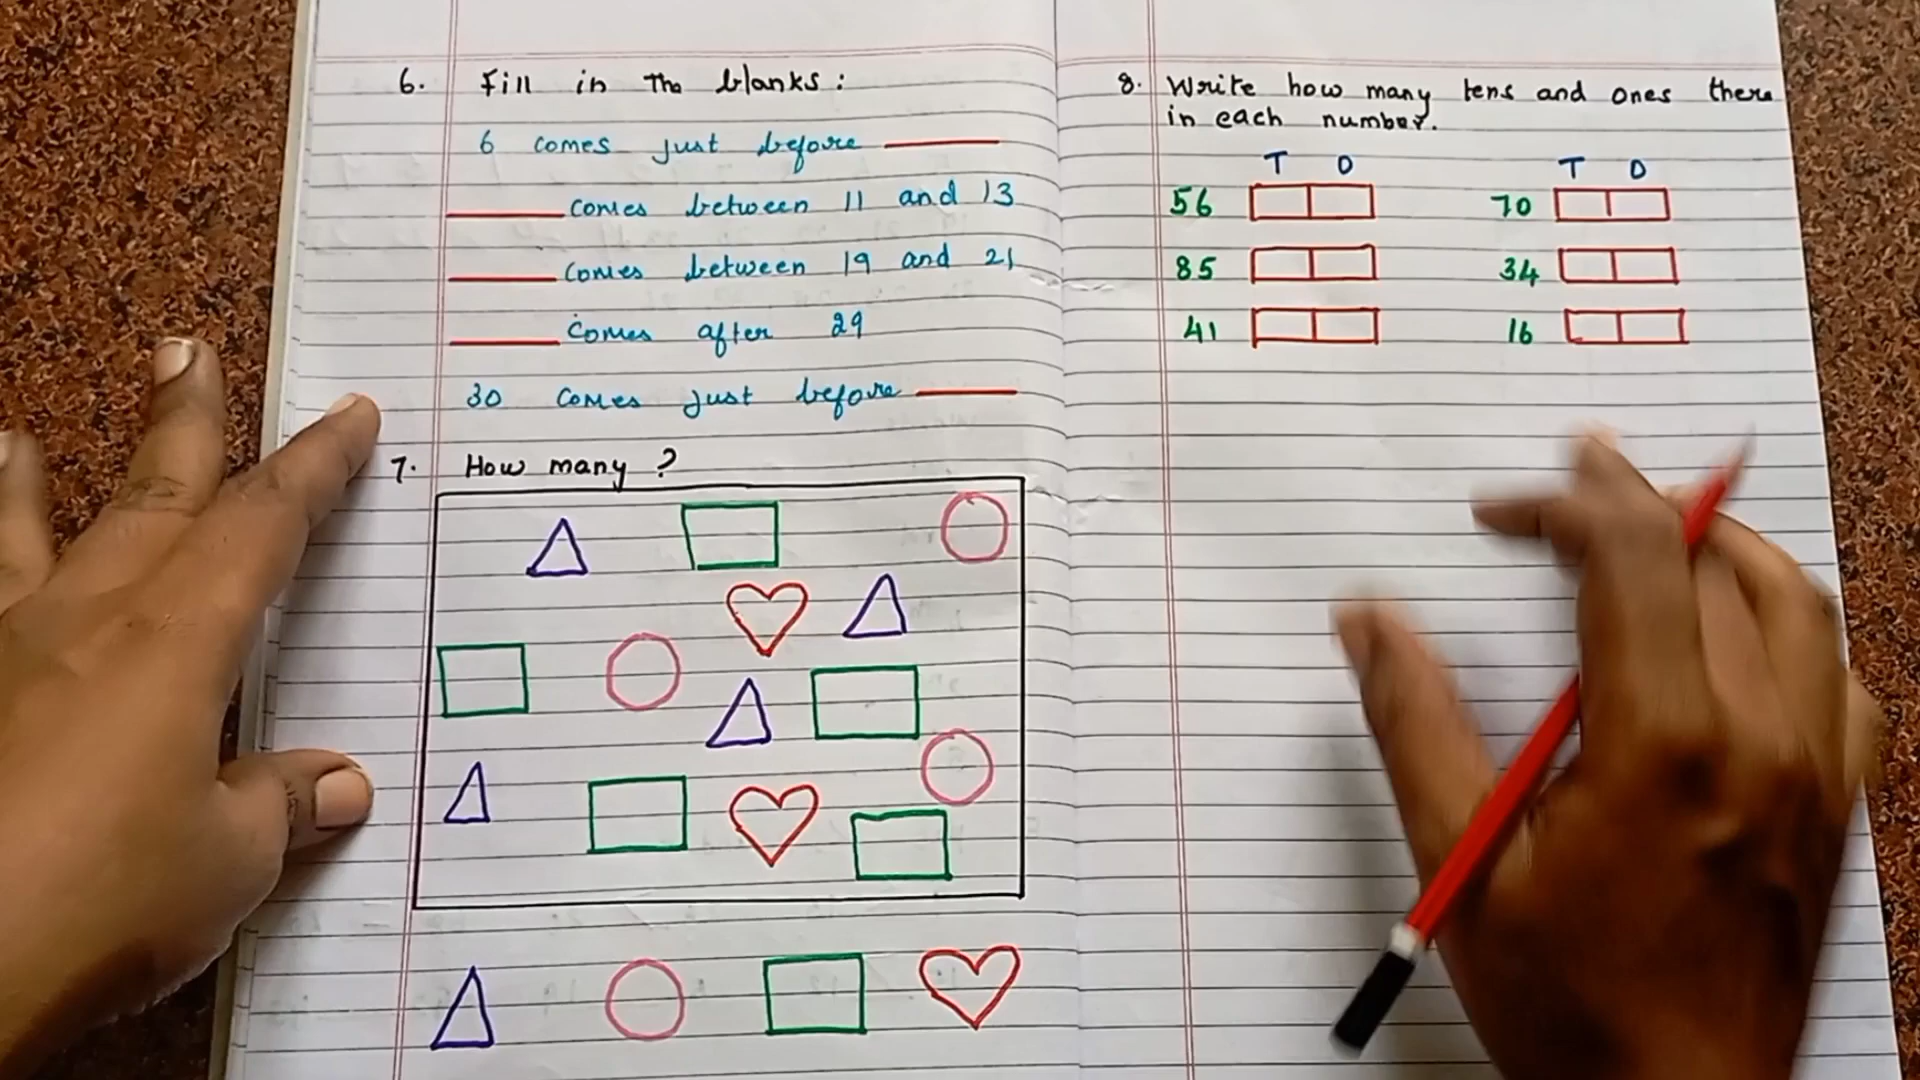 6. Fill in The blanks:
6 comes just before
comes between 11 and 13
comes between 19 and 21
comes after 29
30 comes just before
7. How many ?
8. Write how many tens and ones there
in each number.
T O T O
56 70
85 34
41 16